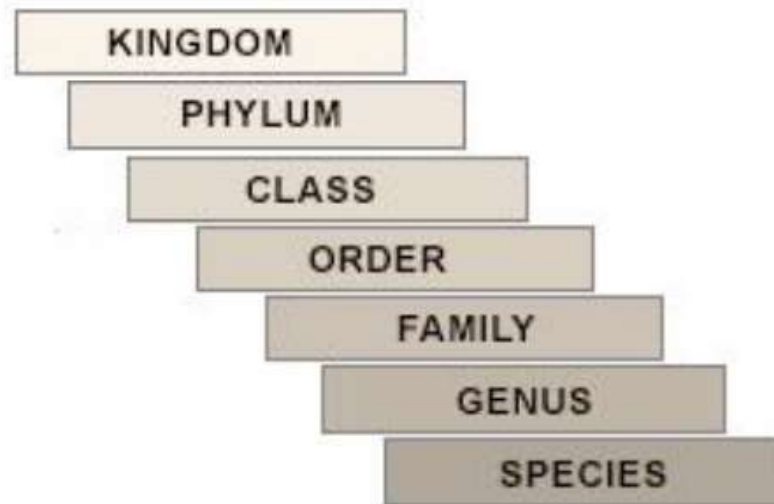 KINGDOM
PHYLUM
CLASS
ORDER
FAMILY
GENUS
SPECIES